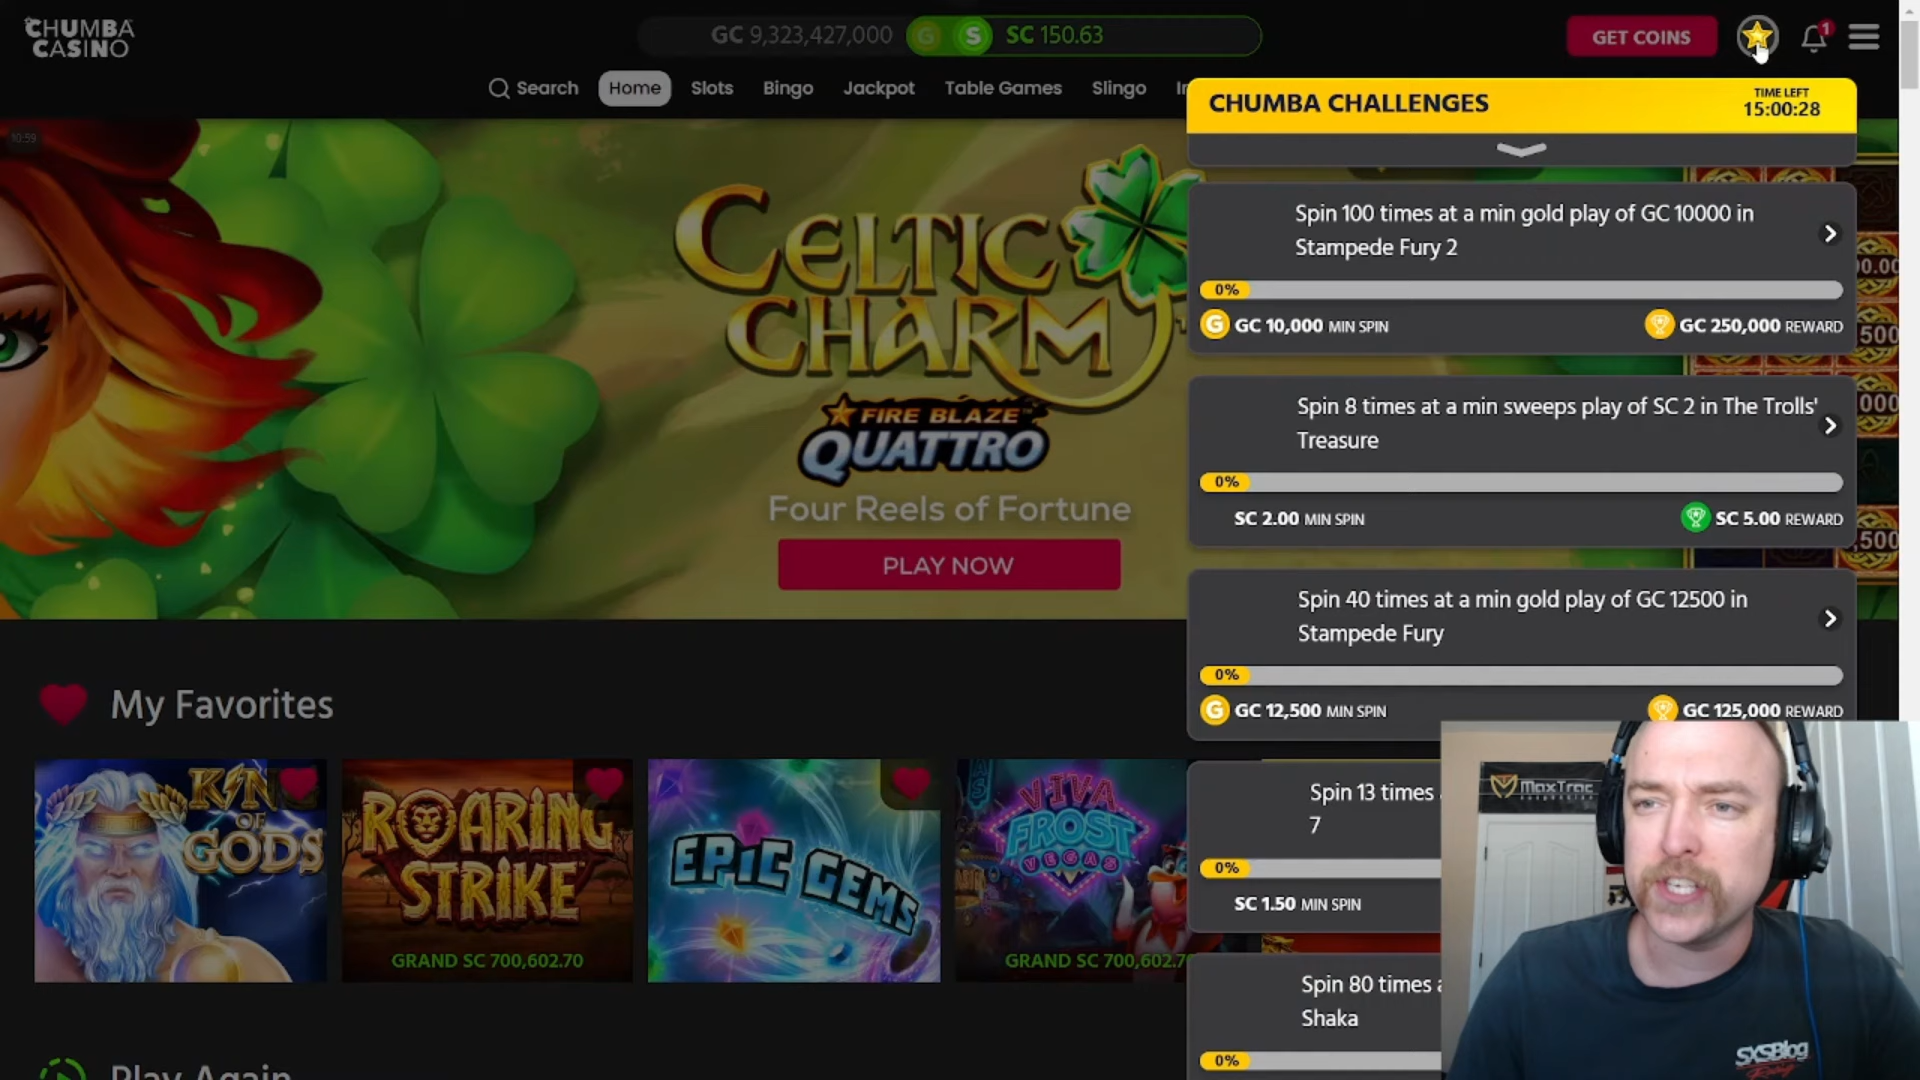 CHUMBA
CASINO
GC 9,323,427,000
G
S
SC 150.63
GET COINS
1
Search
Home
Slots
Bingo
Jackpot
Table Games
Slingo
CHUMBA CHALLENGES
TIME LEFT
15:00:28
10:59
CELTIC
CHARM
FIRE BLAZE™
QUATTRO
Four Reels of Fortune
PLAY NOW
Spin 100 times at a min gold play of GC 10000 in
Stampede Fury 2
0%
G GC 10,000 MIN SPIN
GC 250,000 REWARD
Spin 8 times at a min sweeps play of SC 2 in The Trolls'
Treasure
0%
SC 2.00 MIN SPIN
SC 5.00 REWARD
Spin 40 times at a min gold play of GC 12500 in
Stampede Fury
0%
G GC 12,500 MIN SPIN
GC 125,000 REWARD
Spin 13 times
7
0%
SC 1.50 MIN SPIN
Spin 80 times
Shaka
0%
My Favorites
KING
OF
GODS
ROARING
STRIKE
GRAND SC 700,602.70
EPIC GEMS
VIVA
FROST
VEGAS
GRAND SC 700,602.7
Play Again
MaxTrac
SXSBlog
Racing